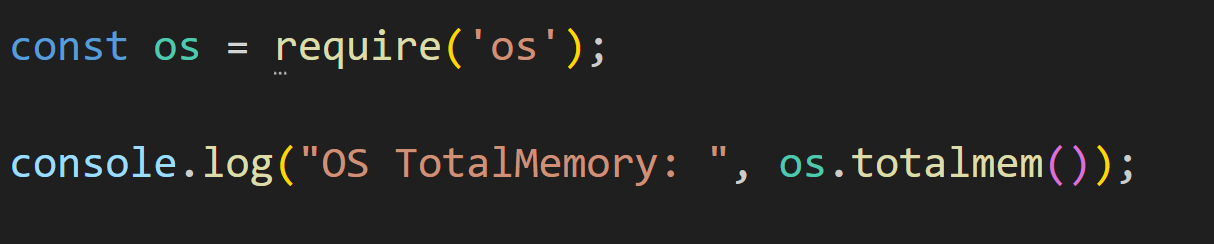 const os = require('os');
console.log("OS TotalMemory: ", os.totalmem());